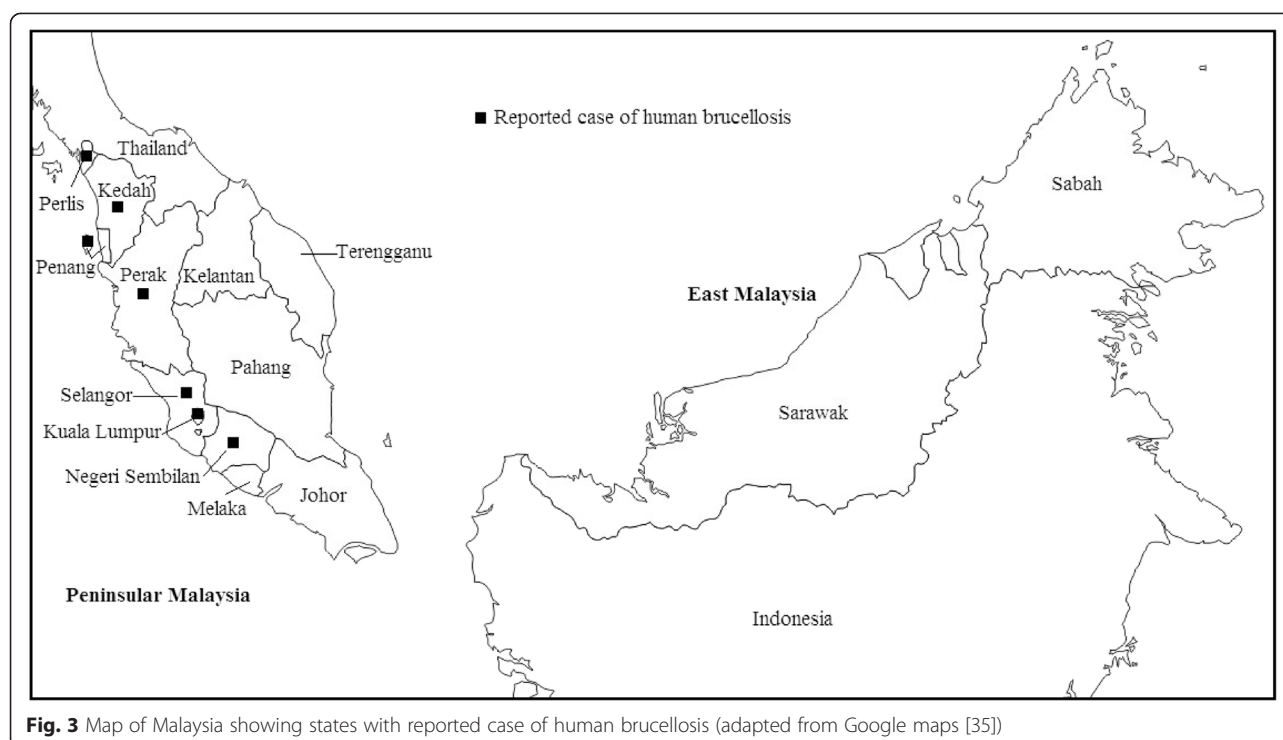 Reported case of human brucellosis
Thailand
Kedah
Perlis
Penang
Perak
Kelantan
Terengganu
Sabah
East Malaysia
Pahang
Selangor
Kuala Lumpur
Sarawak
Negeri Sembilan
Melaka
Johor
Peninsular Malaysia
Indonesia
Fig. 3 Map of Malaysia showing states with reported case of human brucellosis (adapted from Google maps [35])